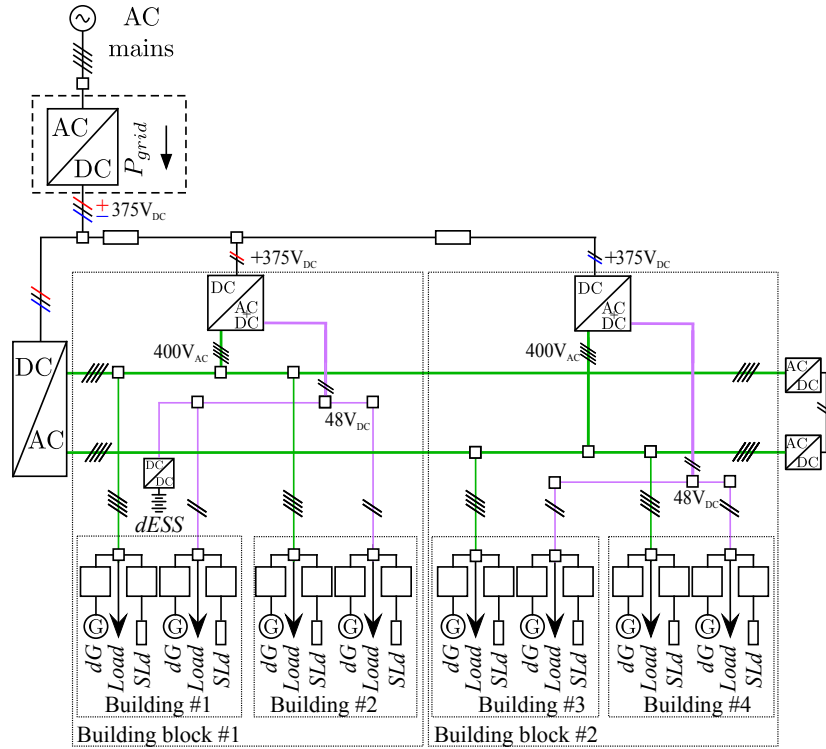 AC
mains
AC
DC
P_grid
±375V_DC
+375V_DC
+375V_DC
DC
AC
+
DC
DC
AC
+
DC
400V_AC
400V_AC
DC
AC
AC
DC
48V_DC
AC
DC
DC
DC
dESS
48V_DC
G
G
G
G
G
G
G
G
dG
Load
SLd
dG
Load
SLd
dG
Load
SLd
dG
Load
SLd
dG
Load
SLd
dG
Load
SLd
dG
Load
SLd
dG
Load
SLd
Building #1
Building #2
Building #3
Building #4
Building block #1
Building block #2